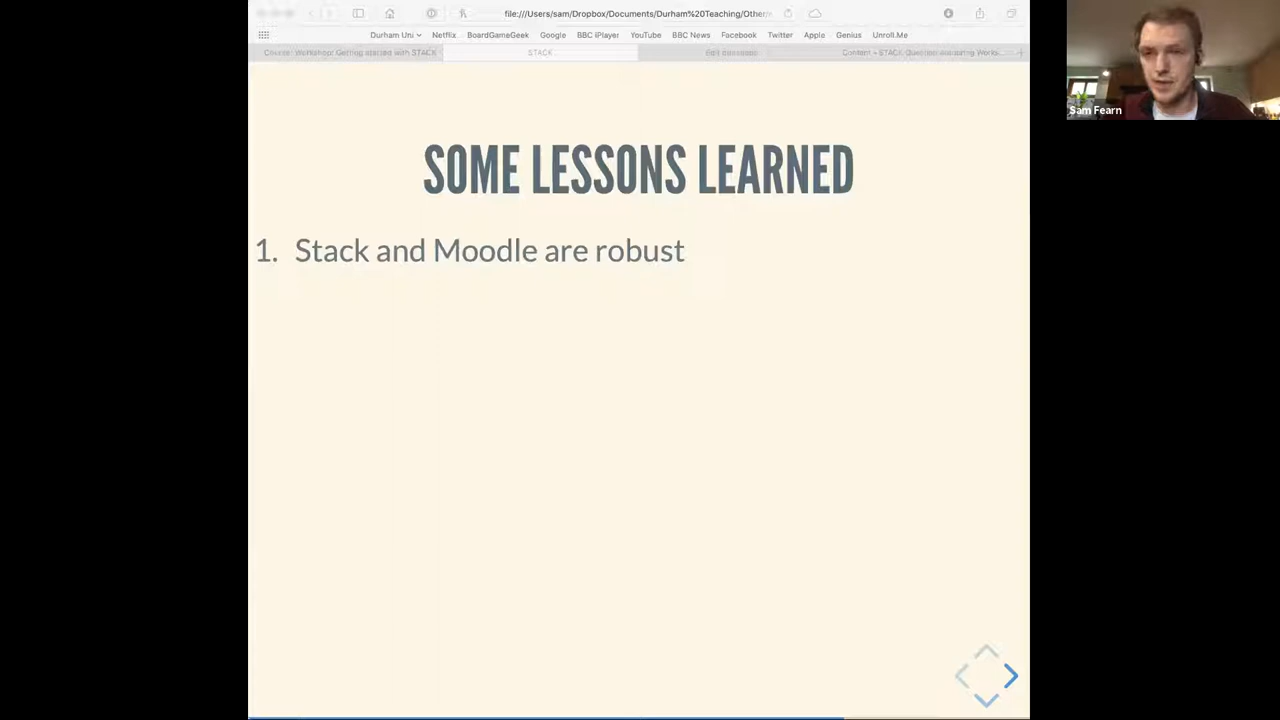 file:///Users/sam/Dropbox/Documents/Durham%20Teaching/Other
Durham Uni Netflix BoardGameGeek Google BBC iPlayer YouTube BBC News Facebook Twitter Apple Genius Unroll.Me
Course: Workshop: Getting started with STACK STACK Content – STACK Question Authoring Works...
Sam Fearn
SOME LESSONS LEARNED
1. Stack and Moodle are robust